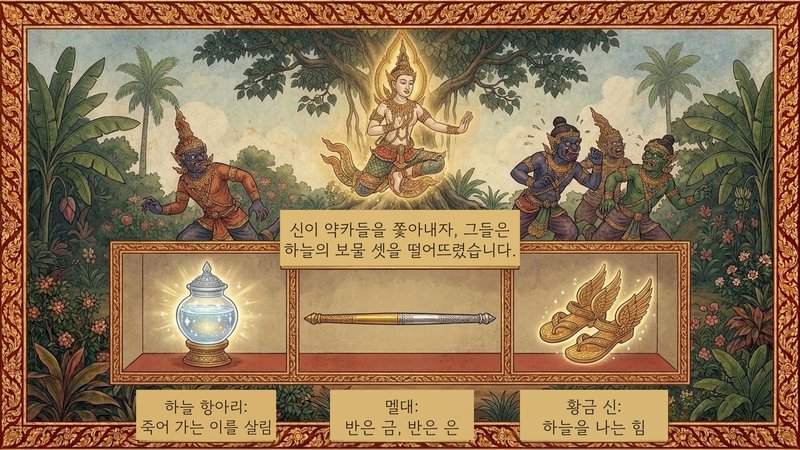 신이 약카들을 쫓아내자, 그들은
하늘의 보물 셋을 떨어뜨렸습니다.
하늘 항아리:
죽어 가는 이를 살림
멜대:
반은 금, 반은 은
황금 신:
하늘을 나는 힘